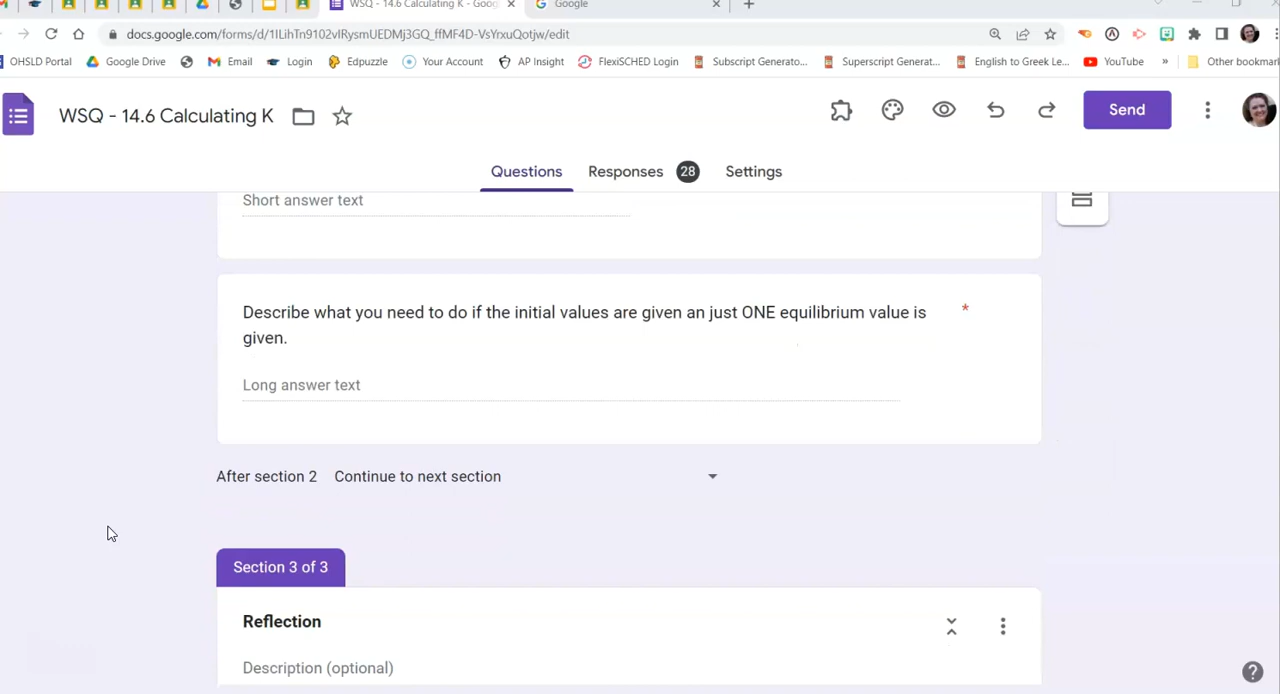 WSQ - 14.6 Calculating K - Goog
Google
docs.google.com/forms/d/1ILihTn9102vIRysmUEDMj3GQ_ffMF4D-VsYrxuQotjw/edit
OHSLD Portal Google Drive Email Login Edpuzzle Your Account AP Insight FlexiSCHED Login Subscript Generato... Superscript Generat... English to Greek Le... YouTube » Other bookmar
WSQ - 14.6 Calculating K
Send
Questions Responses 28 Settings
Short answer text
Describe what you need to do if the initial values are given an just ONE equilibrium value is *
given.
Long answer text
After section 2 Continue to next section
Section 3 of 3
Reflection
Description (optional)